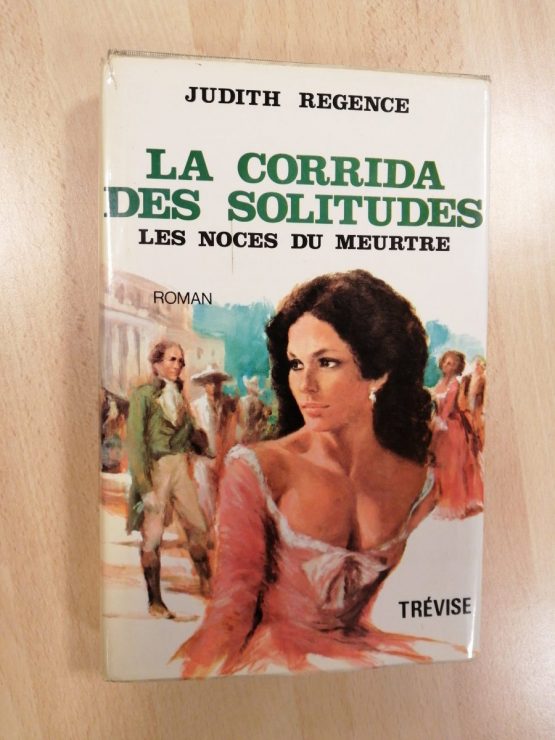 JUDITH REGENCE
LA CORRIDA
DES SOLITUDES
LES NOCES DU MEURTRE
ROMAN
TRÉVISE